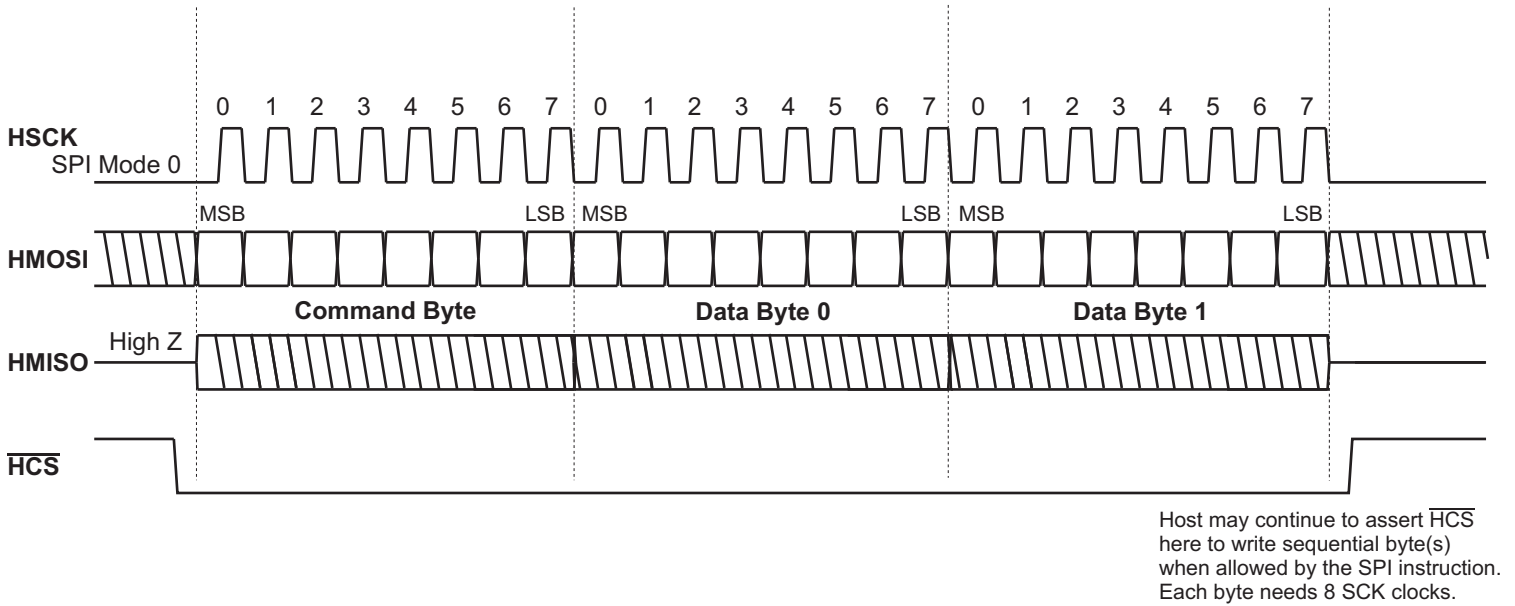 0 1 2 3 4 5 6 7 0 1 2 3 4 5 6 7 0 1 2 3 4 5 6 7
HSCK
SPI Mode 0
MSB LSB MSB LSB MSB LSB
HMOSI
Command Byte Data Byte 0 Data Byte 1
High Z
HMISO
H̅C̅S̅
Host may continue to assert H̅C̅S̅
here to write sequential byte(s)
when allowed by the SPI instruction.
Each byte needs 8 SCK clocks.